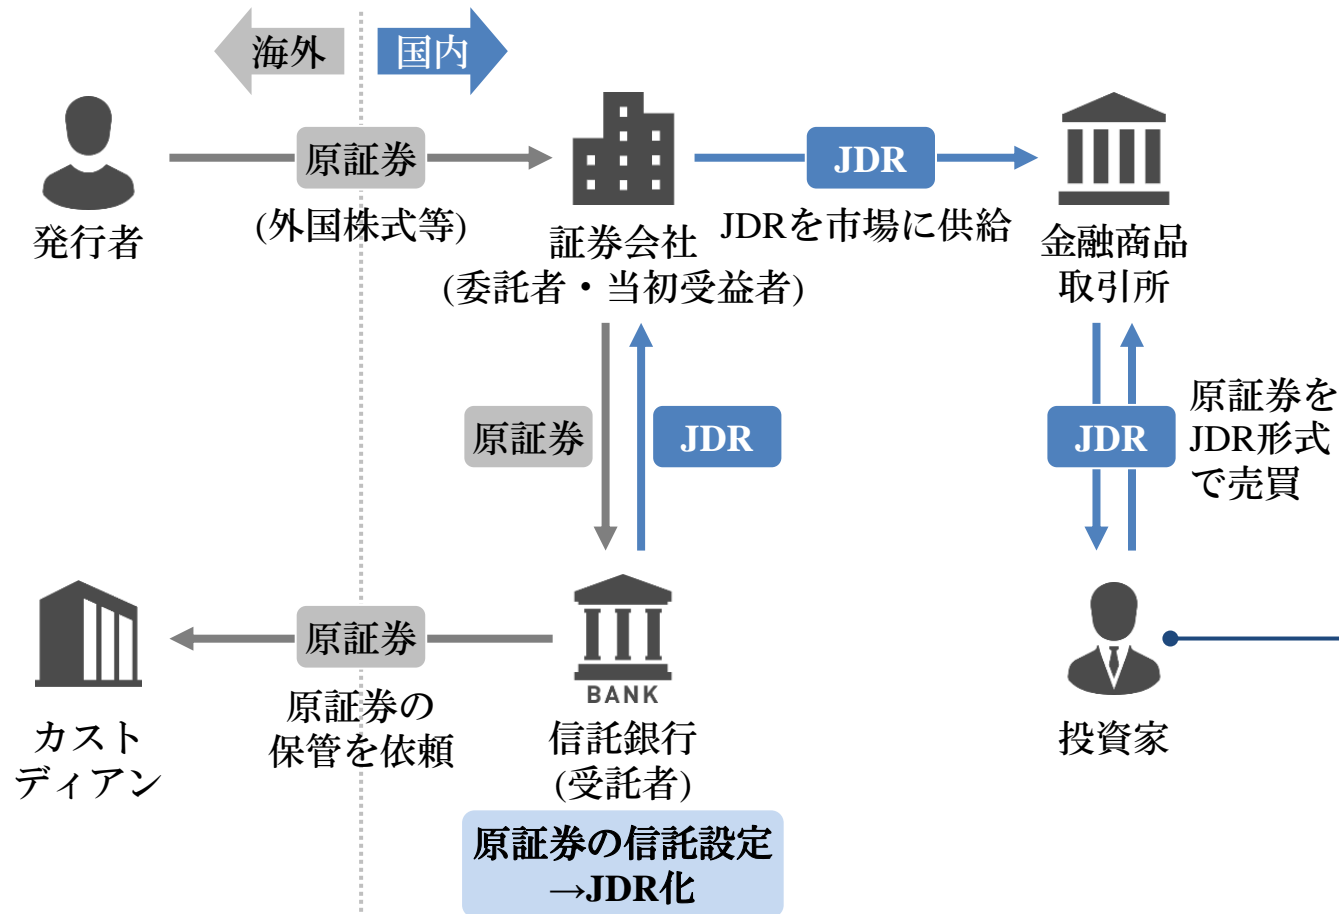 海外
国内
原証券
JDR
発行者
(外国株式等)
証券会社
(委託者・当初受益者)
JDRを市場に供給
金融商品
取引所
原証券
JDR
JDR
原証券を
JDR形式
で売買
原証券
原証券の
保管を依頼
カスト
ディアン
BANK
信託銀行
(受託者)
投資家
原証券の信託設定
→JDR化